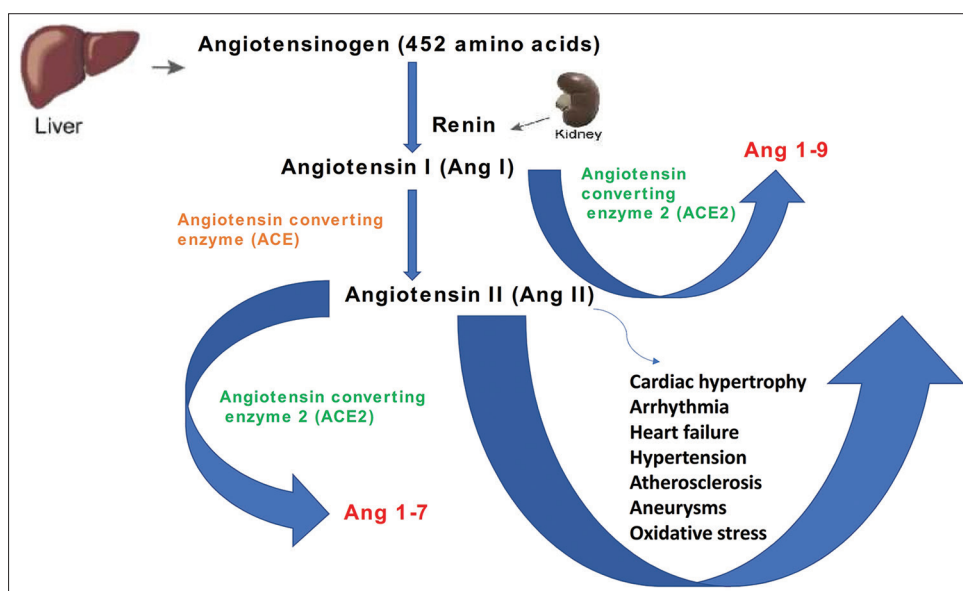 Angiotensinogen (452 amino acids)
Liver
Renin
Kidney
Angiotensin I (Ang I)
Angiotensin
converting
enzyme 2 (ACE2)
Ang 1-9
Angiotensin converting
enzyme (ACE)
Angiotensin II (Ang II)
Angiotensin converting
enzyme 2 (ACE2)
Ang 1-7
Cardiac hypertrophy
Arrhythmia
Heart failure
Hypertension
Atherosclerosis
Aneurysms
Oxidative stress